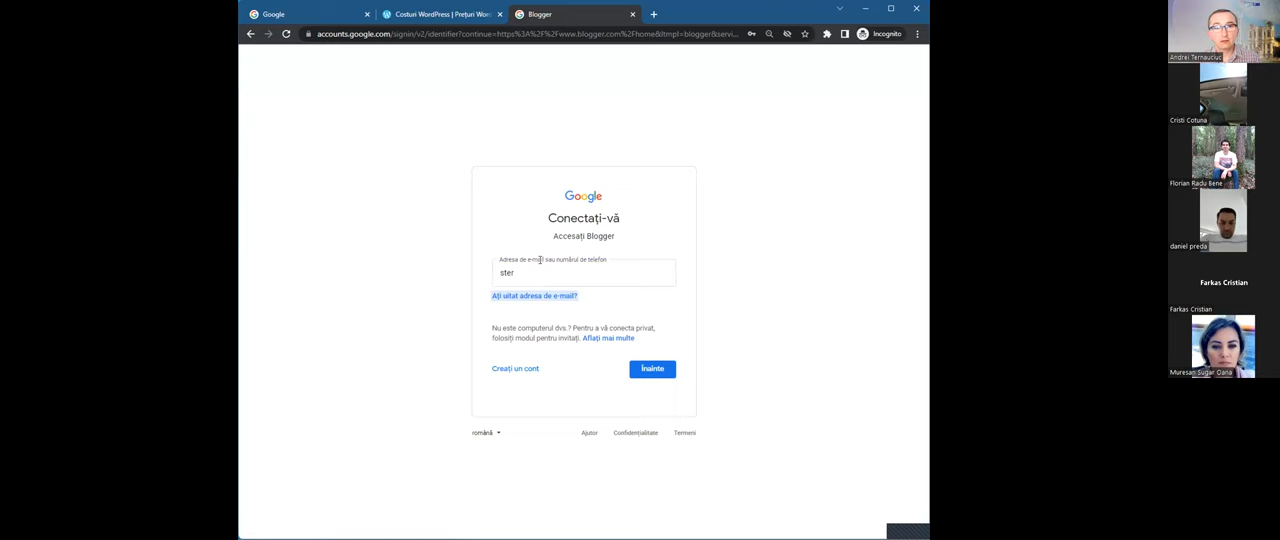 Google
Costuri WordPress | Prețuri Wor
Blogger
accounts.google.com/signin/v2/identifier?continue=https%3A%2F%2Fwww.blogger.com%2Fhome&ltmpl=blogger&servi...
Incognito
Google
Conectați-vă
Accesați Blogger
Adresa de e-mail sau numărul de telefon
ster
Ați uitat adresa de e-mail?
Nu este computerul dvs.? Pentru a vă conecta privat,
folosiți modul pentru invitați. Aflați mai multe
Creați un cont
Înainte
română
Ajutor
Confidențialitate
Termeni
Andrei Ternauciuc
Cristi Cotuna
Florian Radu Bene
daniel preda
Farkas Cristian
Farkas Cristian
Muresan Sugar Oana